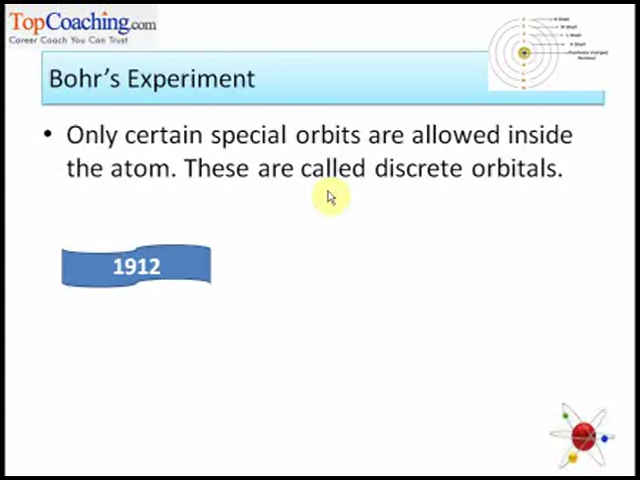 TopCoaching.com
Career Coach You Can Trust
Bohr's Experiment
• Only certain special orbits are allowed inside
the atom. These are called discrete orbitals.
1912